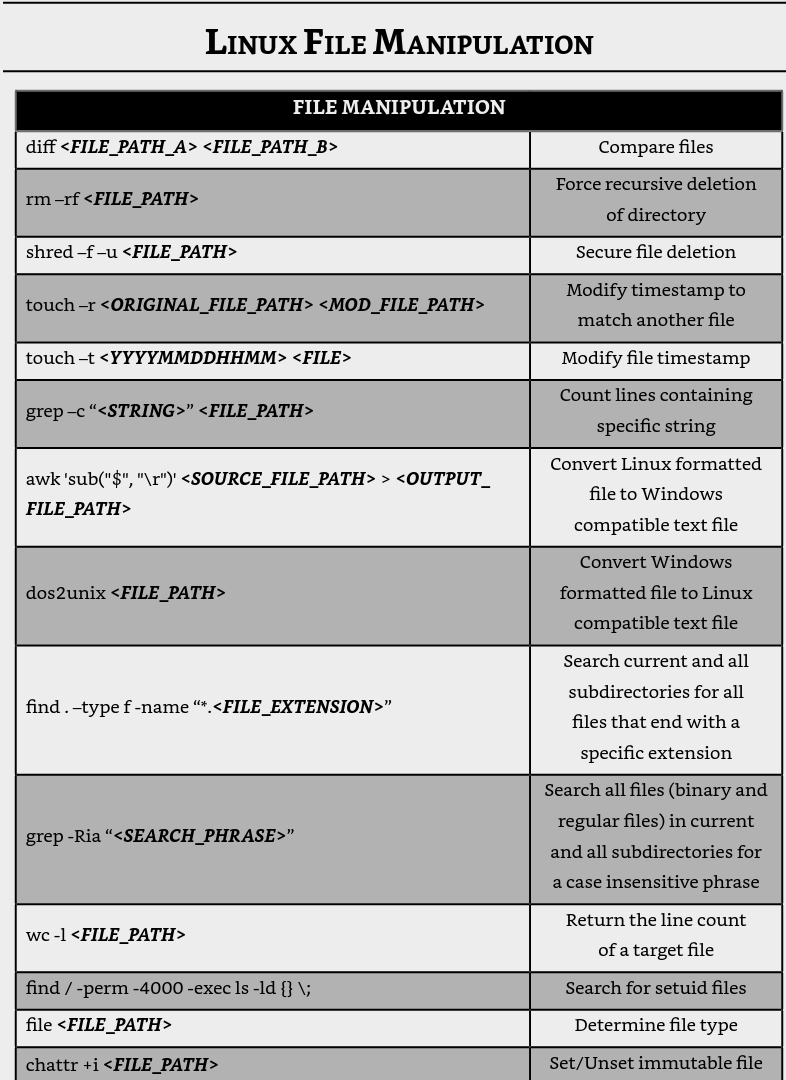 Linux File Manipulation
FILE MANIPULATION
diff <FILE_PATH_A> <FILE_PATH_B>
Compare files
rm –rf <FILE_PATH>
Force recursive deletion
of directory
shred –f –u <FILE_PATH>
Secure file deletion
touch –r <ORIGINAL_FILE_PATH> <MOD_FILE_PATH>
Modify timestamp to
match another file
touch –t <YYYYMMDDHHMM> <FILE>
Modify file timestamp
grep –c “<STRING>” <FILE_PATH>
Count lines containing
specific string
awk 'sub("$", "\r")' <SOURCE_FILE_PATH> > <OUTPUT_
FILE_PATH>
Convert Linux formatted
file to Windows
compatible text file
dos2unix <FILE_PATH>
Convert Windows
formatted file to Linux
compatible text file
find . –type f -name “*.<FILE_EXTENSION>”
Search current and all
subdirectories for all
files that end with a
specific extension
grep -Ria “<SEARCH_PHRASE>”
Search all files (binary and
regular files) in current
and all subdirectories for
a case insensitive phrase
wc -l <FILE_PATH>
Return the line count
of a target file
find / -perm -4000 -exec ls -ld {} \;
Search for setuid files
file <FILE_PATH>
Determine file type
chattr +i <FILE_PATH>
Set/Unset immutable file